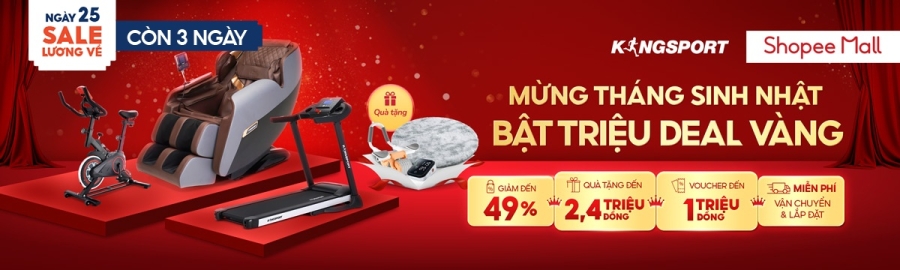 NGÀY 25
SALE
LƯƠNG VỀ
CÒN 3 NGÀY
KINGSPORT
Shopee Mall
MỪNG THÁNG SINH NHẬT
BẬT TRIỆU DEAL VÀNG
Quà tặng
GIẢM ĐẾN
49%
QUÀ TẶNG ĐẾN
2,4 TRIỆU ĐỒNG
VOUCHER ĐẾN
1 TRIỆU ĐỒNG
MIỄN PHÍ
VẬN CHUYỂN
& LẮP ĐẶT